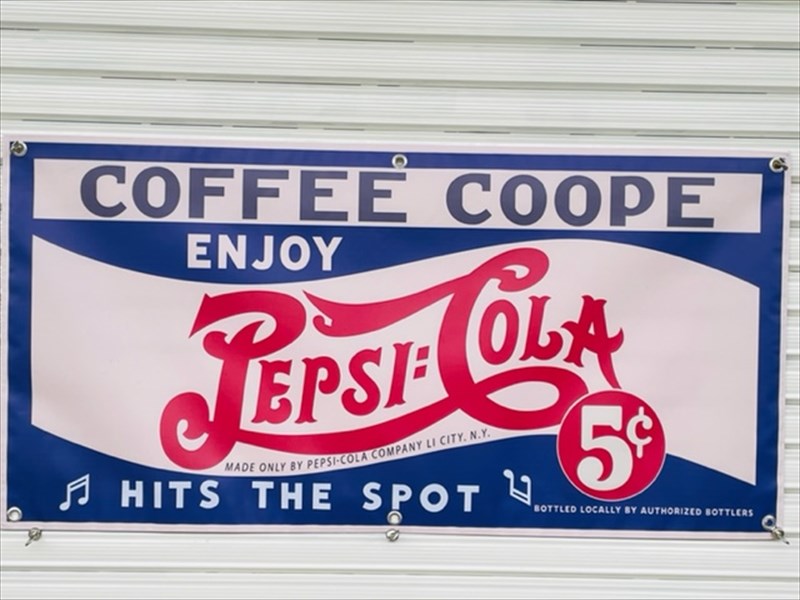 COFFEE COOPE
ENJOY
PEPSI:COLA
5¢
MADE ONLY BY PEPSI-COLA COMPANY LI CITY, N.Y.
HITS THE SPOT
BOTTLED LOCALLY BY AUTHORIZED BOTTLERS